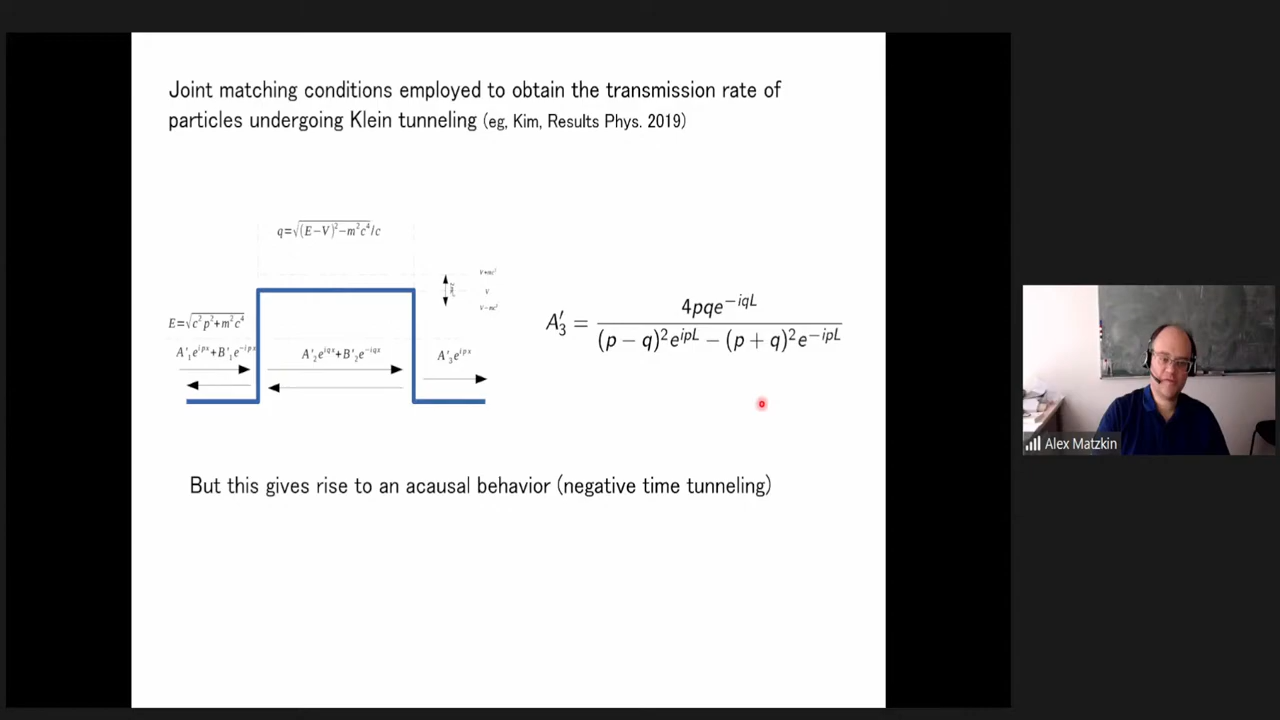 Joint matching conditions employed to obtain the transmission rate of
particles undergoing Klein tunneling (eg, Kim, Results Phys. 2019)
q=√(E−V)²−m²c⁴/c
V+mc²
V
V−mc²
E=√c²p²+m²c⁴
A'₁e^{ipx}+B'₁e^{−ipx}
A'₂e^{iqx}+B'₂e^{−iqx}
A'₃e^{ipx}
A′₃ = 4pqe^{−iqL} / (p − q)²e^{ipL} − (p + q)²e^{−ipL}
But this gives rise to an acausal behavior (negative time tunneling)
Alex Matzkin